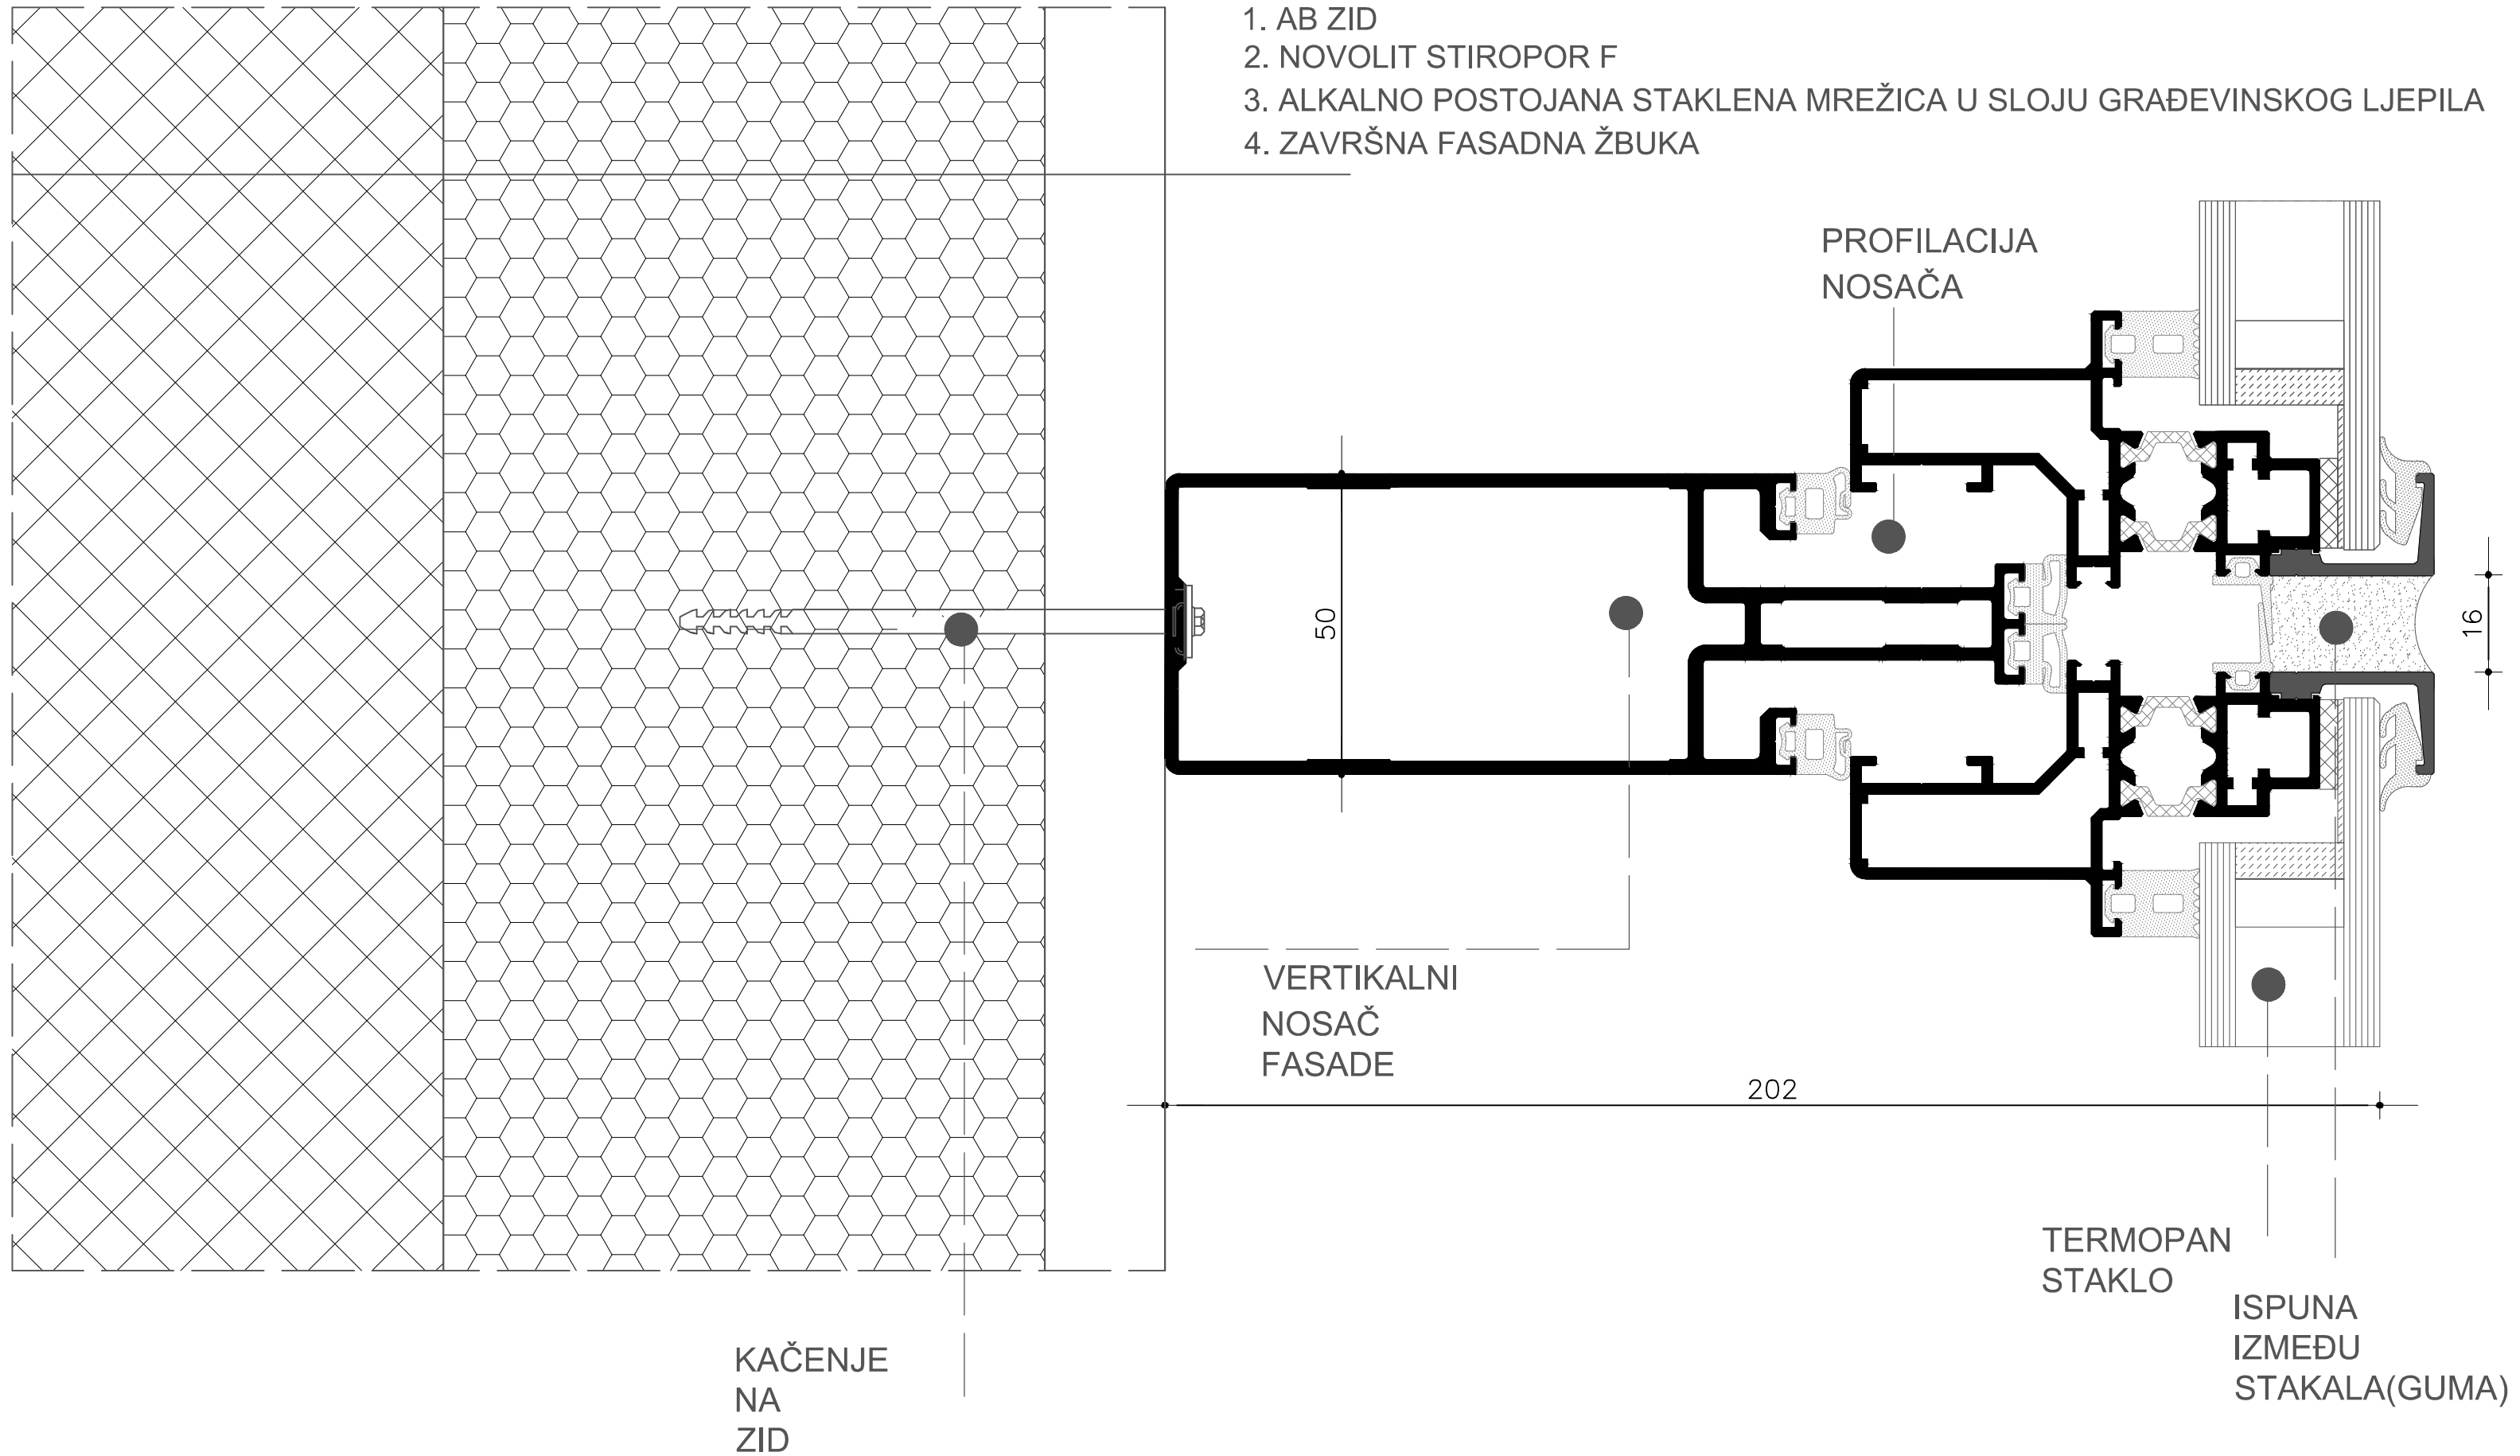 1. AB ZID
2. NOVOLIT STIROPOR F
3. ALKALNO POSTOJANA STAKLENA MREŽICA U SLOJU GRAĐEVINSKOG LJEPILA
4. ZAVRŠNA FASADNA ŽBUKA
PROFILACIJA
NOSAČA
50
16
VERTIKALNI
NOSAČ
FASADE
202
TERMOPAN
STAKLO
ISPUNA
IZMEĐU
STAKALA(GUMA)
KAČENJE
NA
ZID